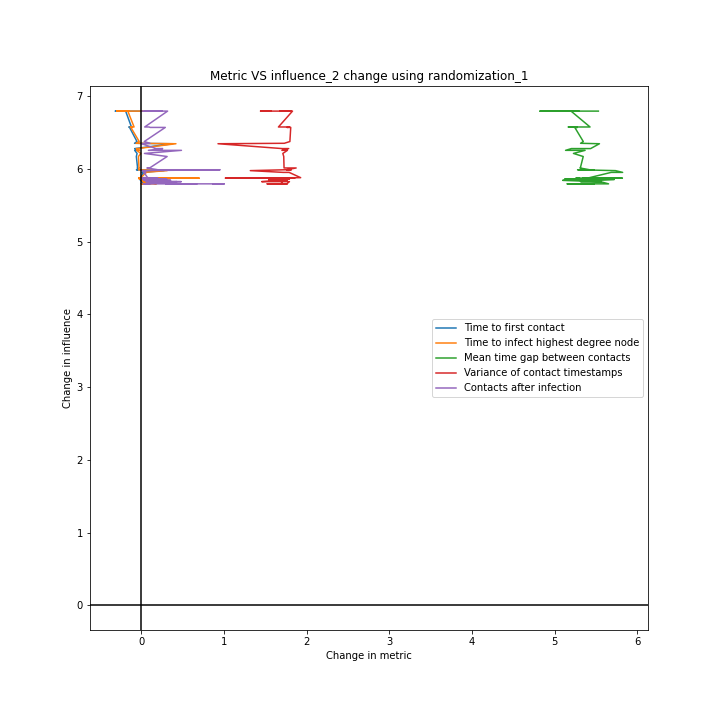 Metric VS influence_2 change using randomization_1
7
6
5
4
3
2
1
0
Change in influence
Time to first contact
Time to infect highest degree node
Mean time gap between contacts
Variance of contact timestamps
Contacts after infection
0 1 2 3 4 5 6
Change in metric